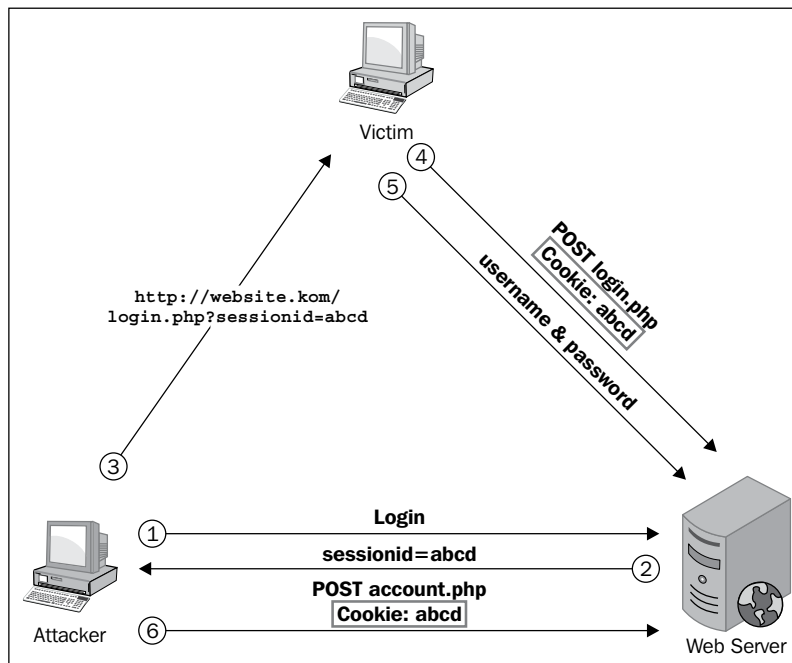 Victim
④
⑤
POST login.php
Cookie: abcd
username & password
http://website.kom/
login.php?sessionid=abcd
③
①
Login
sessionid=abcd
②
POST account.php
Cookie: abcd
⑥
Attacker
Web Server